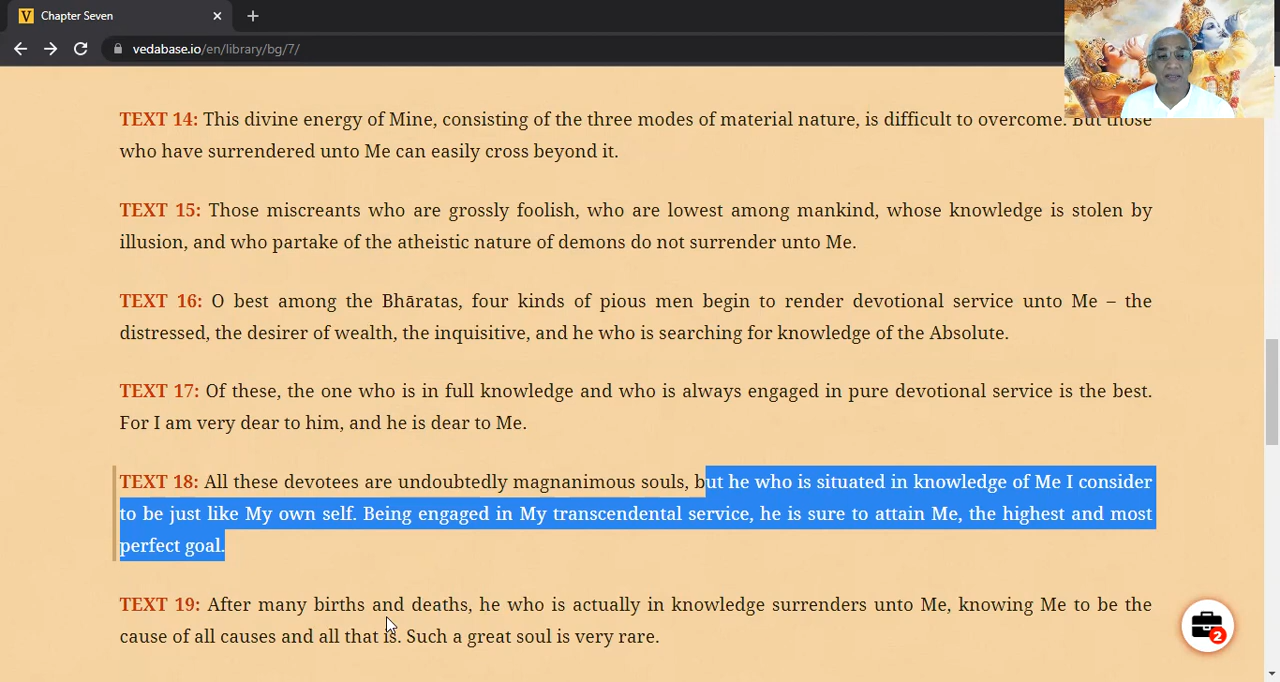 V Chapter Seven
vedabase.io/en/library/bg/7/
TEXT 14: This divine energy of Mine, consisting of the three modes of material nature, is difficult to overcome. But those
who have surrendered unto Me can easily cross beyond it.
TEXT 15: Those miscreants who are grossly foolish, who are lowest among mankind, whose knowledge is stolen by
illusion, and who partake of the atheistic nature of demons do not surrender unto Me.
TEXT 16: O best among the Bhāratas, four kinds of pious men begin to render devotional service unto Me – the
distressed, the desirer of wealth, the inquisitive, and he who is searching for knowledge of the Absolute.
TEXT 17: Of these, the one who is in full knowledge and who is always engaged in pure devotional service is the best.
For I am very dear to him, and he is dear to Me.
TEXT 18: All these devotees are undoubtedly magnanimous souls, but he who is situated in knowledge of Me I consider
to be just like My own self. Being engaged in My transcendental service, he is sure to attain Me, the highest and most
perfect goal.
TEXT 19: After many births and deaths, he who is actually in knowledge surrenders unto Me, knowing Me to be the
cause of all causes and all that is. Such a great soul is very rare.
2